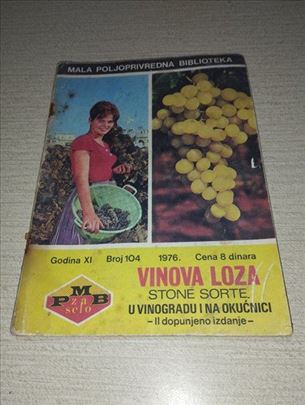 MALA POLJOPRIVREDNA BIBLIOTEKA
Godina XI Broj 104 1976. Cena 8 dinara
VINOVA LOZA
STONE SORTE
U VINOGRADU I NA OKUĆNICI
– II dopunjeno izdanje –
PMB
za
selo